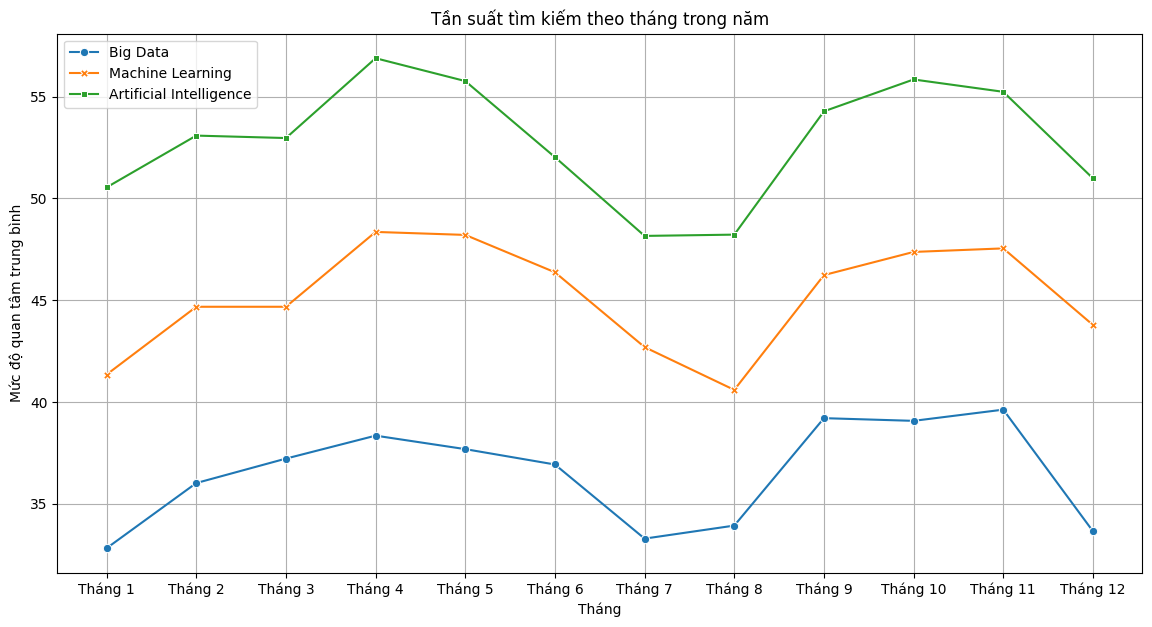 Tần suất tìm kiếm theo tháng trong năm
Big Data
Machine Learning
Artificial Intelligence
Mức độ quan tâm trung bình
55
50
45
40
35
Tháng 1
Tháng 2
Tháng 3
Tháng 4
Tháng 5
Tháng 6
Tháng 7
Tháng 8
Tháng 9
Tháng 10
Tháng 11
Tháng 12
Tháng